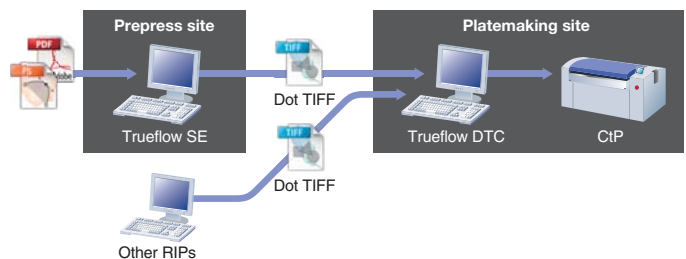 Prepress site
Platemaking site
PDF
Adobe
PS
TIFF
Dot TIFF
Trueflow SE
Trueflow DTC
CtP
TIFF
Dot TIFF
Other RIPs